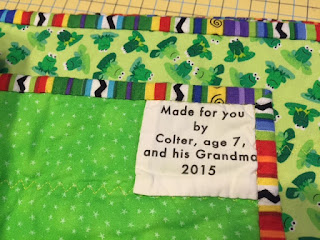 Made for you
by
Colter, age 7,
and his Grandma
2015